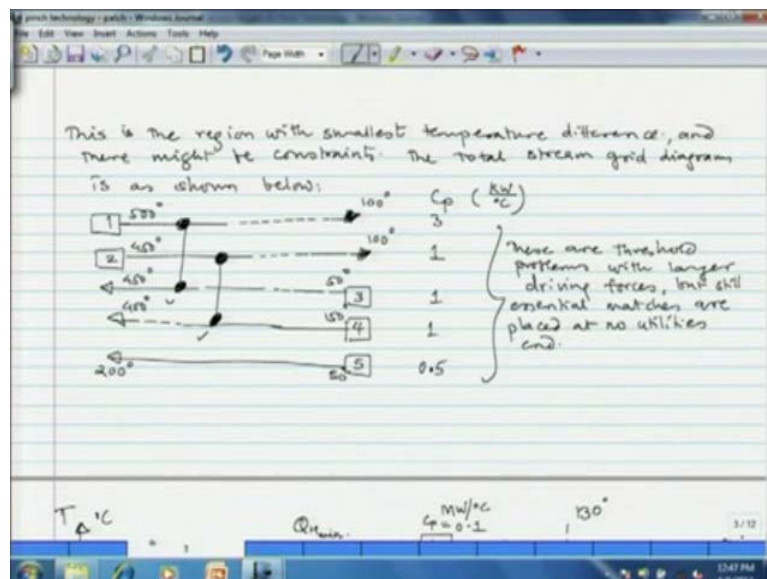 pinch technology - patch - Windows Journal
File Edit View Insert Actions Tools Help
Page Width
This is the region with smallest temperature difference, and
there might be constraints. The total stream grid diagram
is as shown below:
Cp (KW/°C)
1 500° 100° 3
2 450° 100° 1
450° 50° 3 1
400° 150° 4 1
200° 50° 5 0.5
These are threshold
problems with larger
driving forces, but still
essential matches are
placed at no utilities
end.
T °C QHmin. Cp = 0.1 MW/°C 130°
3/12
12:47 PM